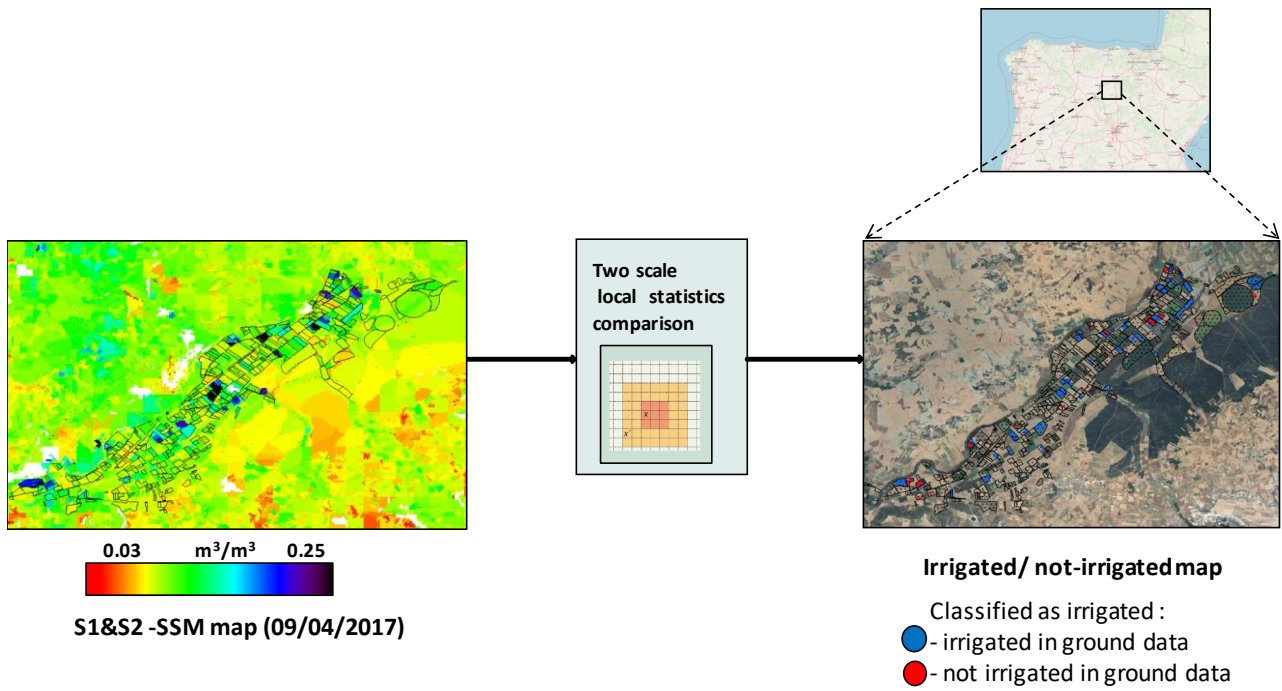 Two scale
local statistics
comparison
x
x
0.03 m³/m³ 0.25
S1&S2 -SSM map (09/04/2017)
Irrigated/ not-irrigated map
Classified as irrigated :
- irrigated in ground data
- not irrigated in ground data